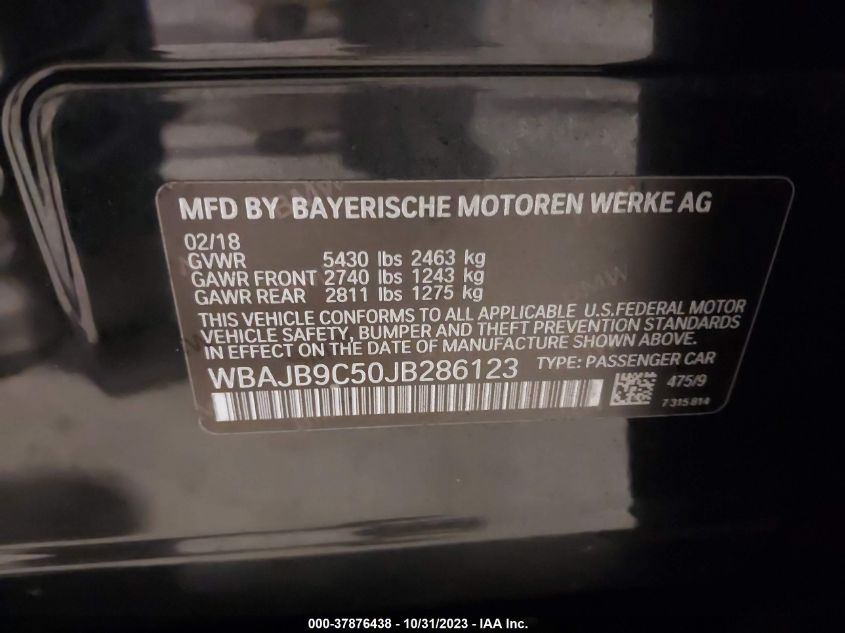 MFD BY BAYERISCHE MOTOREN WERKE AG
02/18
GVWR 5430 lbs 2463 kg
GAWR FRONT 2740 lbs 1243 kg
GAWR REAR 2811 lbs 1275 kg
THIS VEHICLE CONFORMS TO ALL APPLICABLE U.S.FEDERAL MOTOR
VEHICLE SAFETY, BUMPER AND THEFT PREVENTION STANDARDS
IN EFFECT ON THE DATE OF MANUFACTURE SHOWN ABOVE.
WBAJB9C50JB286123 TYPE: PASSENGER CAR
475/9
7 315 814
000-37876438 - 10/31/2023 - IAA Inc.